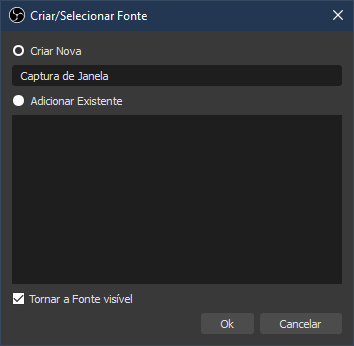 Criar/Selecionar Fonte
Criar Nova
Captura de Janela
Adicionar Existente
Tornar a Fonte visível
Ok
Cancelar